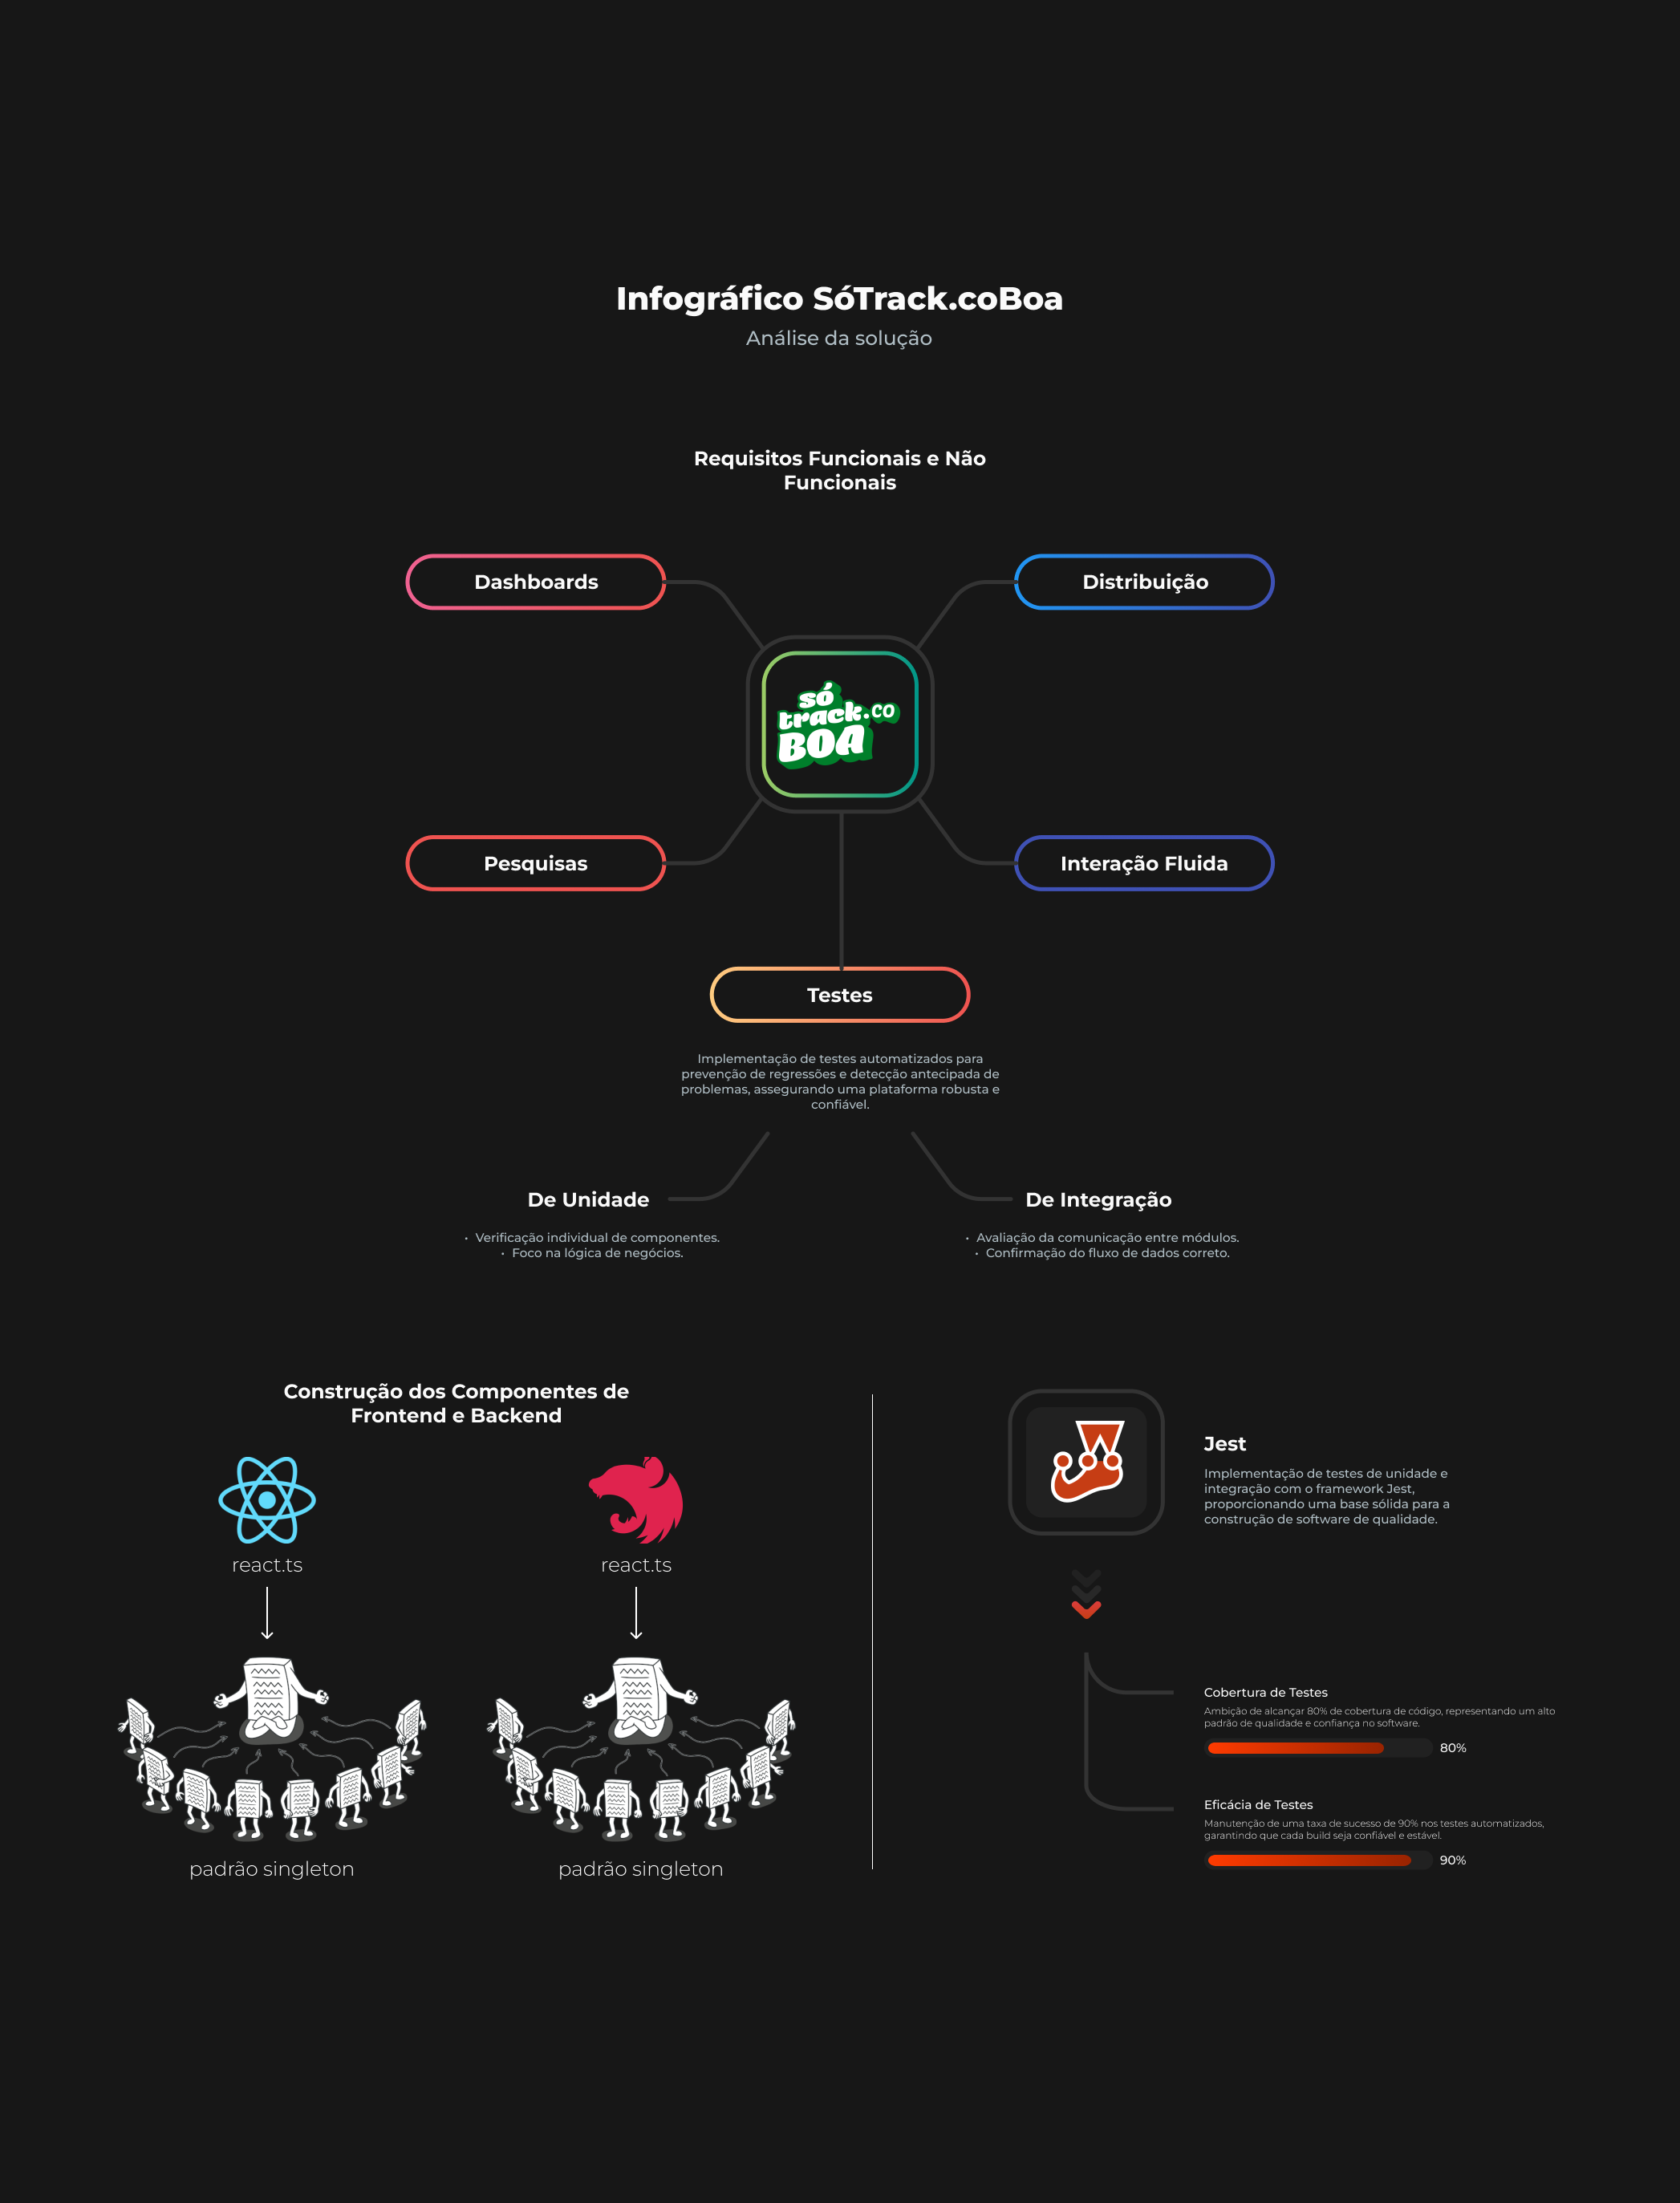 Infográfico SóTrack.coBoa
Análise da solução
Requisitos Funcionais e Não
Funcionais
Dashboards
Distribuição
só
track.co
BOA
Pesquisas
Interação Fluida
Testes
Implementação de testes automatizados para
prevenção de regressões e detecção antecipada de
problemas, assegurando uma plataforma robusta e
confiável.
De Unidade
• Verificação individual de componentes.
• Foco na lógica de negócios.
De Integração
• Avaliação da comunicação entre módulos.
• Confirmação do fluxo de dados correto.
Construção dos Componentes de
Frontend e Backend
react.ts
react.ts
padrão singleton
padrão singleton
Jest
Implementação de testes de unidade e
integração com o framework Jest,
proporcionando uma base sólida para a
construção de software de qualidade.
Cobertura de Testes
Ambição de alcançar 80% de cobertura de código, representando um alto
padrão de qualidade e confiança no software.
80%
Eficácia de Testes
Manutenção de uma taxa de sucesso de 90% nos testes automatizados,
garantindo que cada build seja confiável e estável.
90%